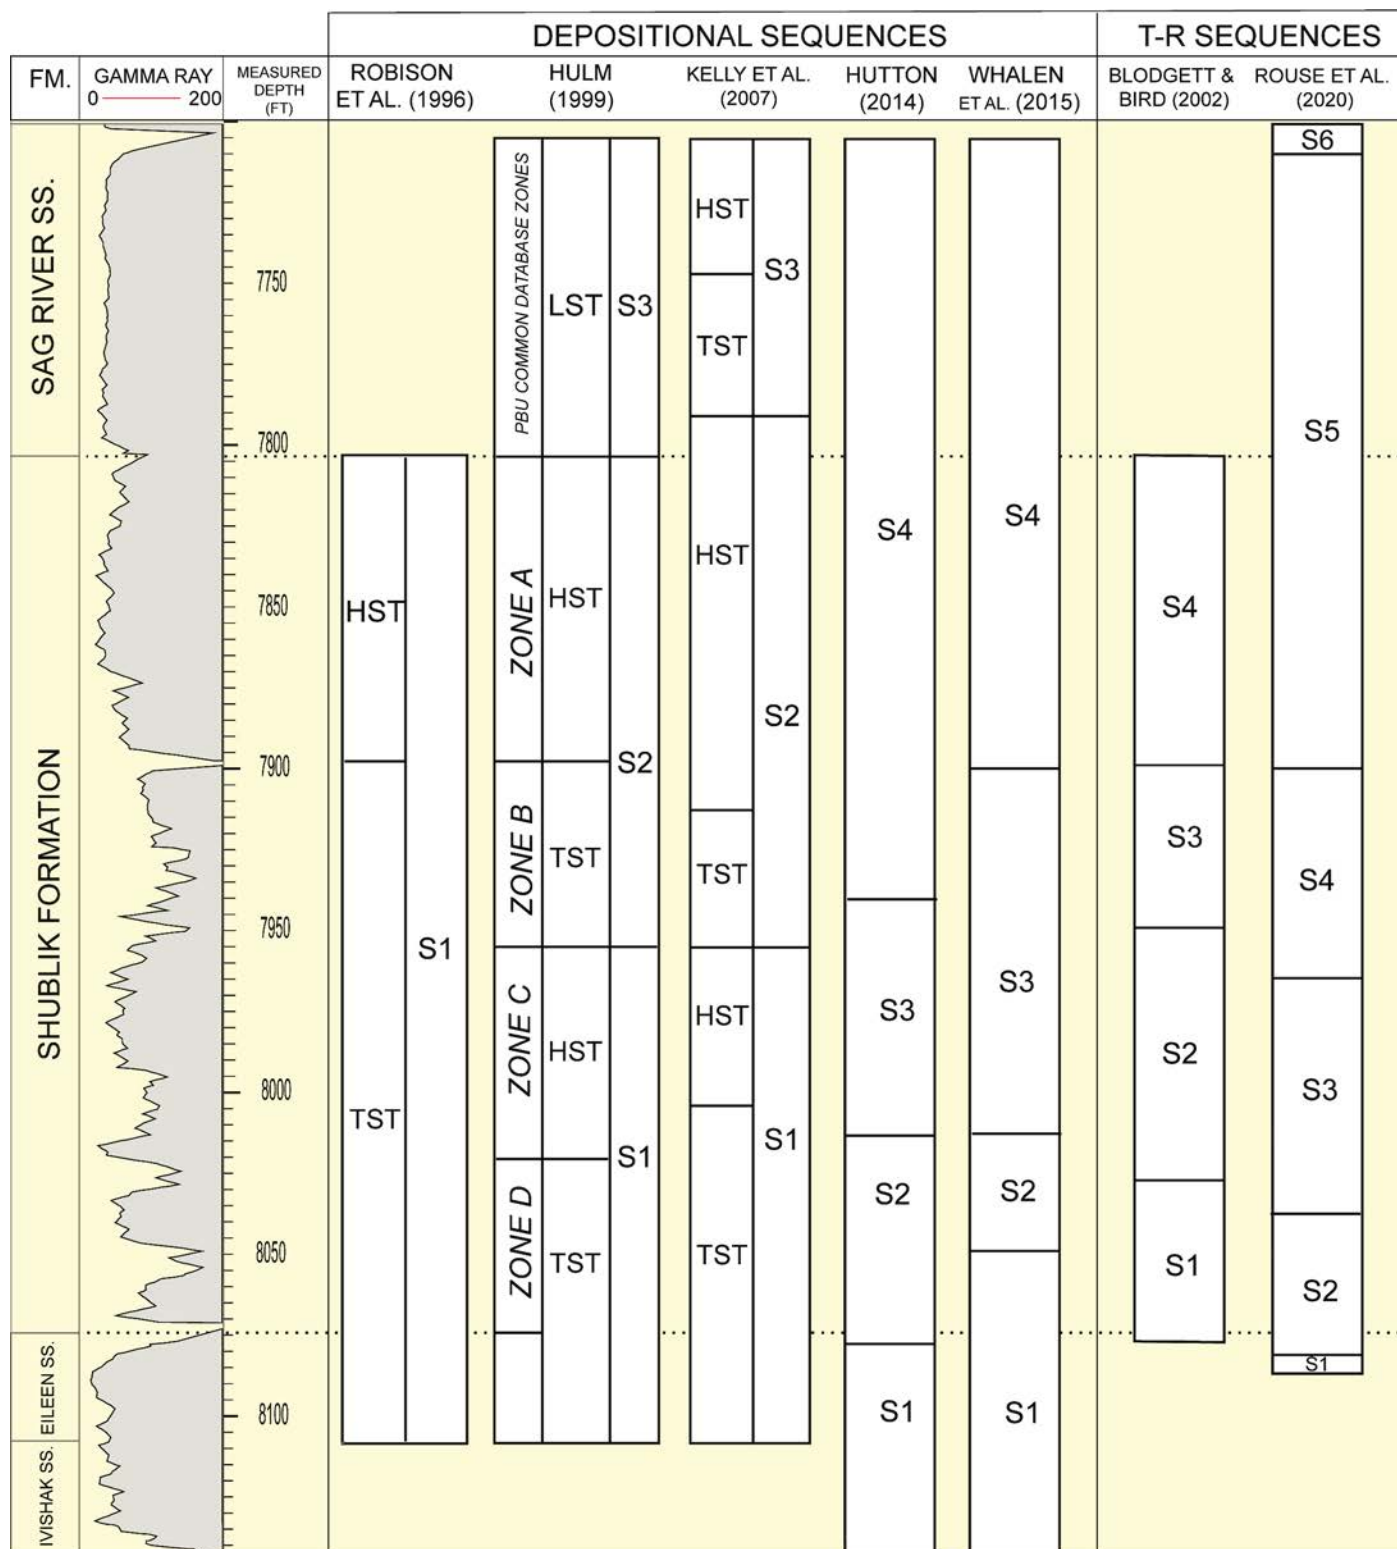 DEPOSITIONAL SEQUENCES
T-R SEQUENCES
FM.
GAMMA RAY
0 200
MEASURED
DEPTH
(FT)
ROBISON
ET AL. (1996)
HULM
(1999)
KELLY ET AL.
(2007)
HUTTON
(2014)
WHALEN
ET AL. (2015)
BLODGETT &
BIRD (2002)
ROUSE ET AL.
(2020)
SAG RIVER SS.
SHUBLIK FORMATION
EILEEN SS.
IVISHAK SS.
7750
7800
7850
7900
7950
8000
8050
8100
HST
TST
S1
PBU COMMON DATABASE ZONES
ZONE A
ZONE B
ZONE C
ZONE D
LST
HST
TST
HST
TST
S3
S2
S1
HST
TST
HST
TST
HST
TST
S3
S2
S1
S4
S3
S2
S1
S4
S3
S2
S1
S4
S3
S2
S1
S6
S5
S4
S3
S2
S1